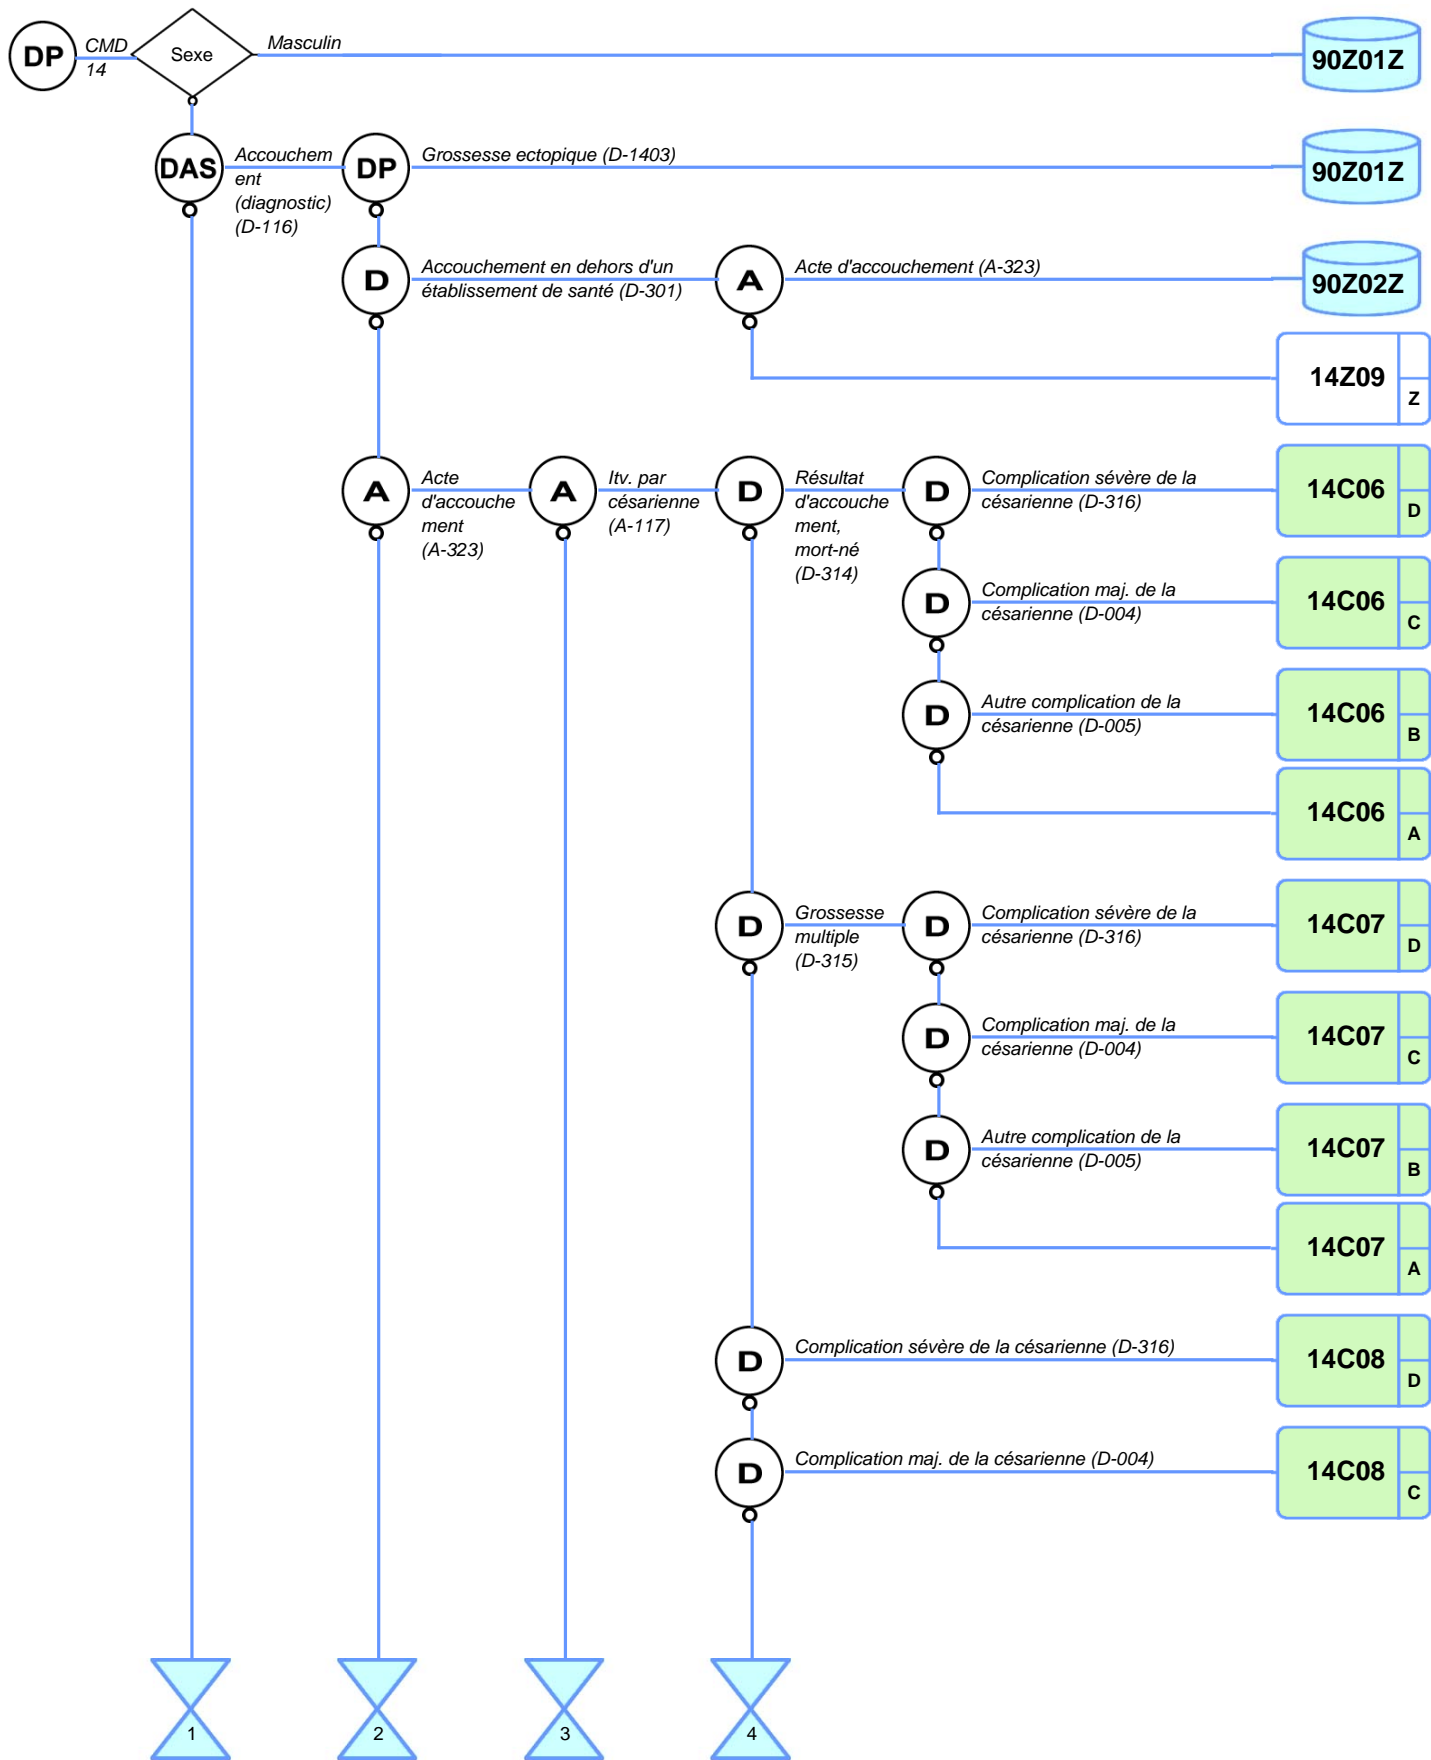 DP
CMD
14
Sexe
Masculin
90Z01Z
DAS
Accouchem
ent
(diagnostic)
(D-116)
DP
Grossesse ectopique (D-1403)
90Z01Z
D
Accouchement en dehors d'un
établissement de santé (D-301)
A
Acte d'accouchement (A-323)
90Z02Z
14Z09
Z
A
Acte
d'accouche
ment
(A-323)
A
Itv. par
césarienne
(A-117)
D
Résultat
d'accouche
ment,
mort-né
(D-314)
D
Complication sévère de la
césarienne (D-316)
14C06
D
D
Complication maj. de la
césarienne (D-004)
14C06
C
D
Autre complication de la
césarienne (D-005)
14C06
B
14C06
A
D
Grossesse
multiple
(D-315)
D
Complication sévère de la
césarienne (D-316)
14C07
D
D
Complication maj. de la
césarienne (D-004)
14C07
C
D
Autre complication de la
césarienne (D-005)
14C07
B
14C07
A
D
Complication sévère de la césarienne (D-316)
14C08
D
D
Complication maj. de la césarienne (D-004)
14C08
C
1
2
3
4